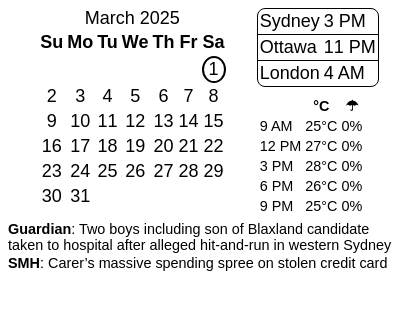 March 2025
Su Mo Tu We Th Fr Sa
1
2 3 4 5 6 7 8
9 10 11 12 13 14 15
16 17 18 19 20 21 22
23 24 25 26 27 28 29
30 31
Sydney 3 PM
Ottawa 11 PM
London 4 AM
°C ☂
9 AM 25°C 0%
12 PM 27°C 0%
3 PM 28°C 0%
6 PM 26°C 0%
9 PM 25°C 0%
Guardian: Two boys including son of Blaxland candidate
taken to hospital after alleged hit-and-run in western Sydney
SMH: Carer’s massive spending spree on stolen credit card